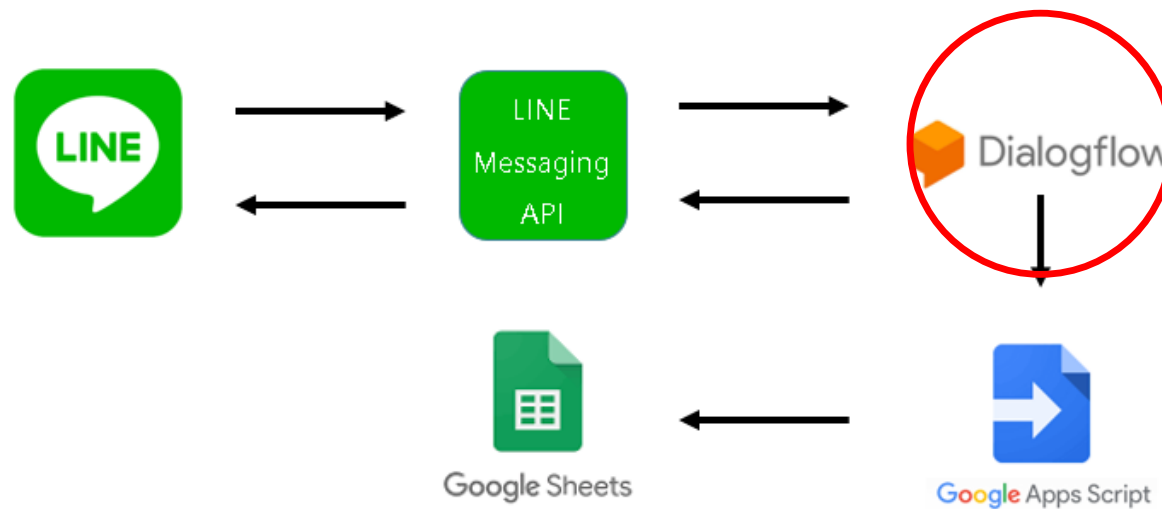 LINE
LINE
Messaging
API
Dialogflow
Google Sheets
Google Apps Script